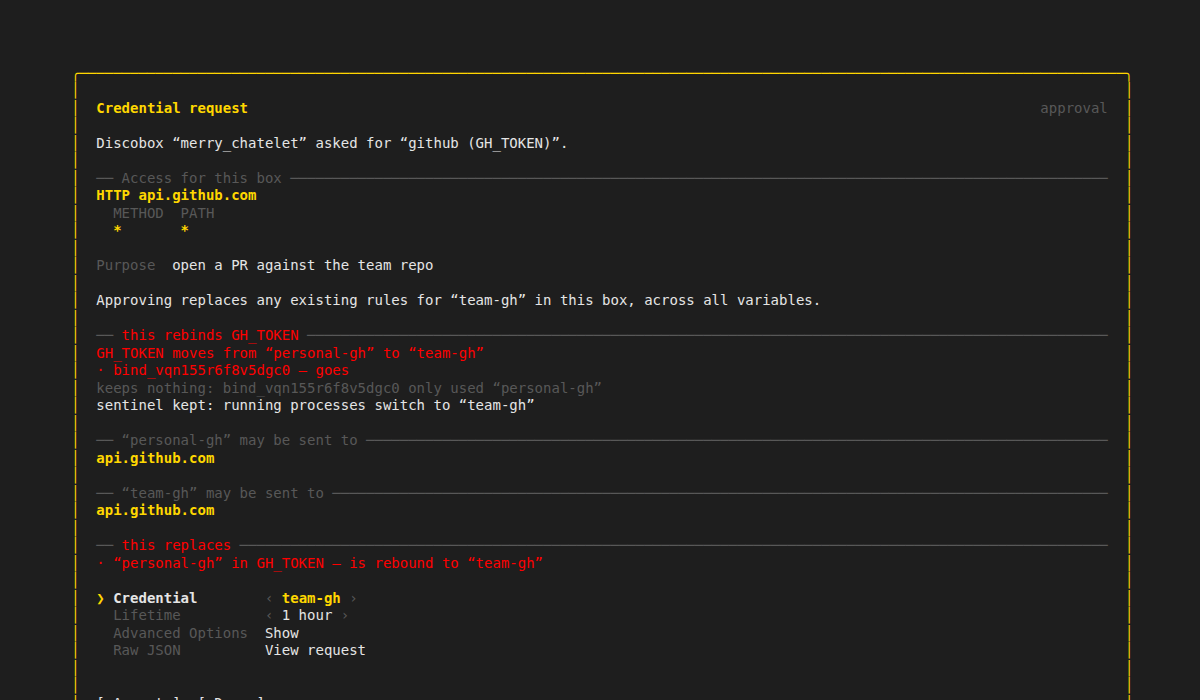 Credential request approval
Discobox “merry_chatelet” asked for “github (GH_TOKEN)”.
── Access for this box ──
HTTP api.github.com
METHOD PATH
* *
Purpose open a PR against the team repo
Approving replaces any existing rules for “team-gh” in this box, across all variables.
── this rebinds GH_TOKEN ──
GH_TOKEN moves from “personal-gh” to “team-gh”
· bind_vqn155r6f8v5dgc0 — goes
keeps nothing: bind_vqn155r6f8v5dgc0 only used “personal-gh”
sentinel kept: running processes switch to “team-gh”
── “personal-gh” may be sent to ──
api.github.com
── “team-gh” may be sent to ──
api.github.com
── this replaces ──
· “personal-gh” in GH_TOKEN — is rebound to “team-gh”
❯ Credential ‹ team-gh ›
Lifetime ‹ 1 hour ›
Advanced Options Show
Raw JSON View request